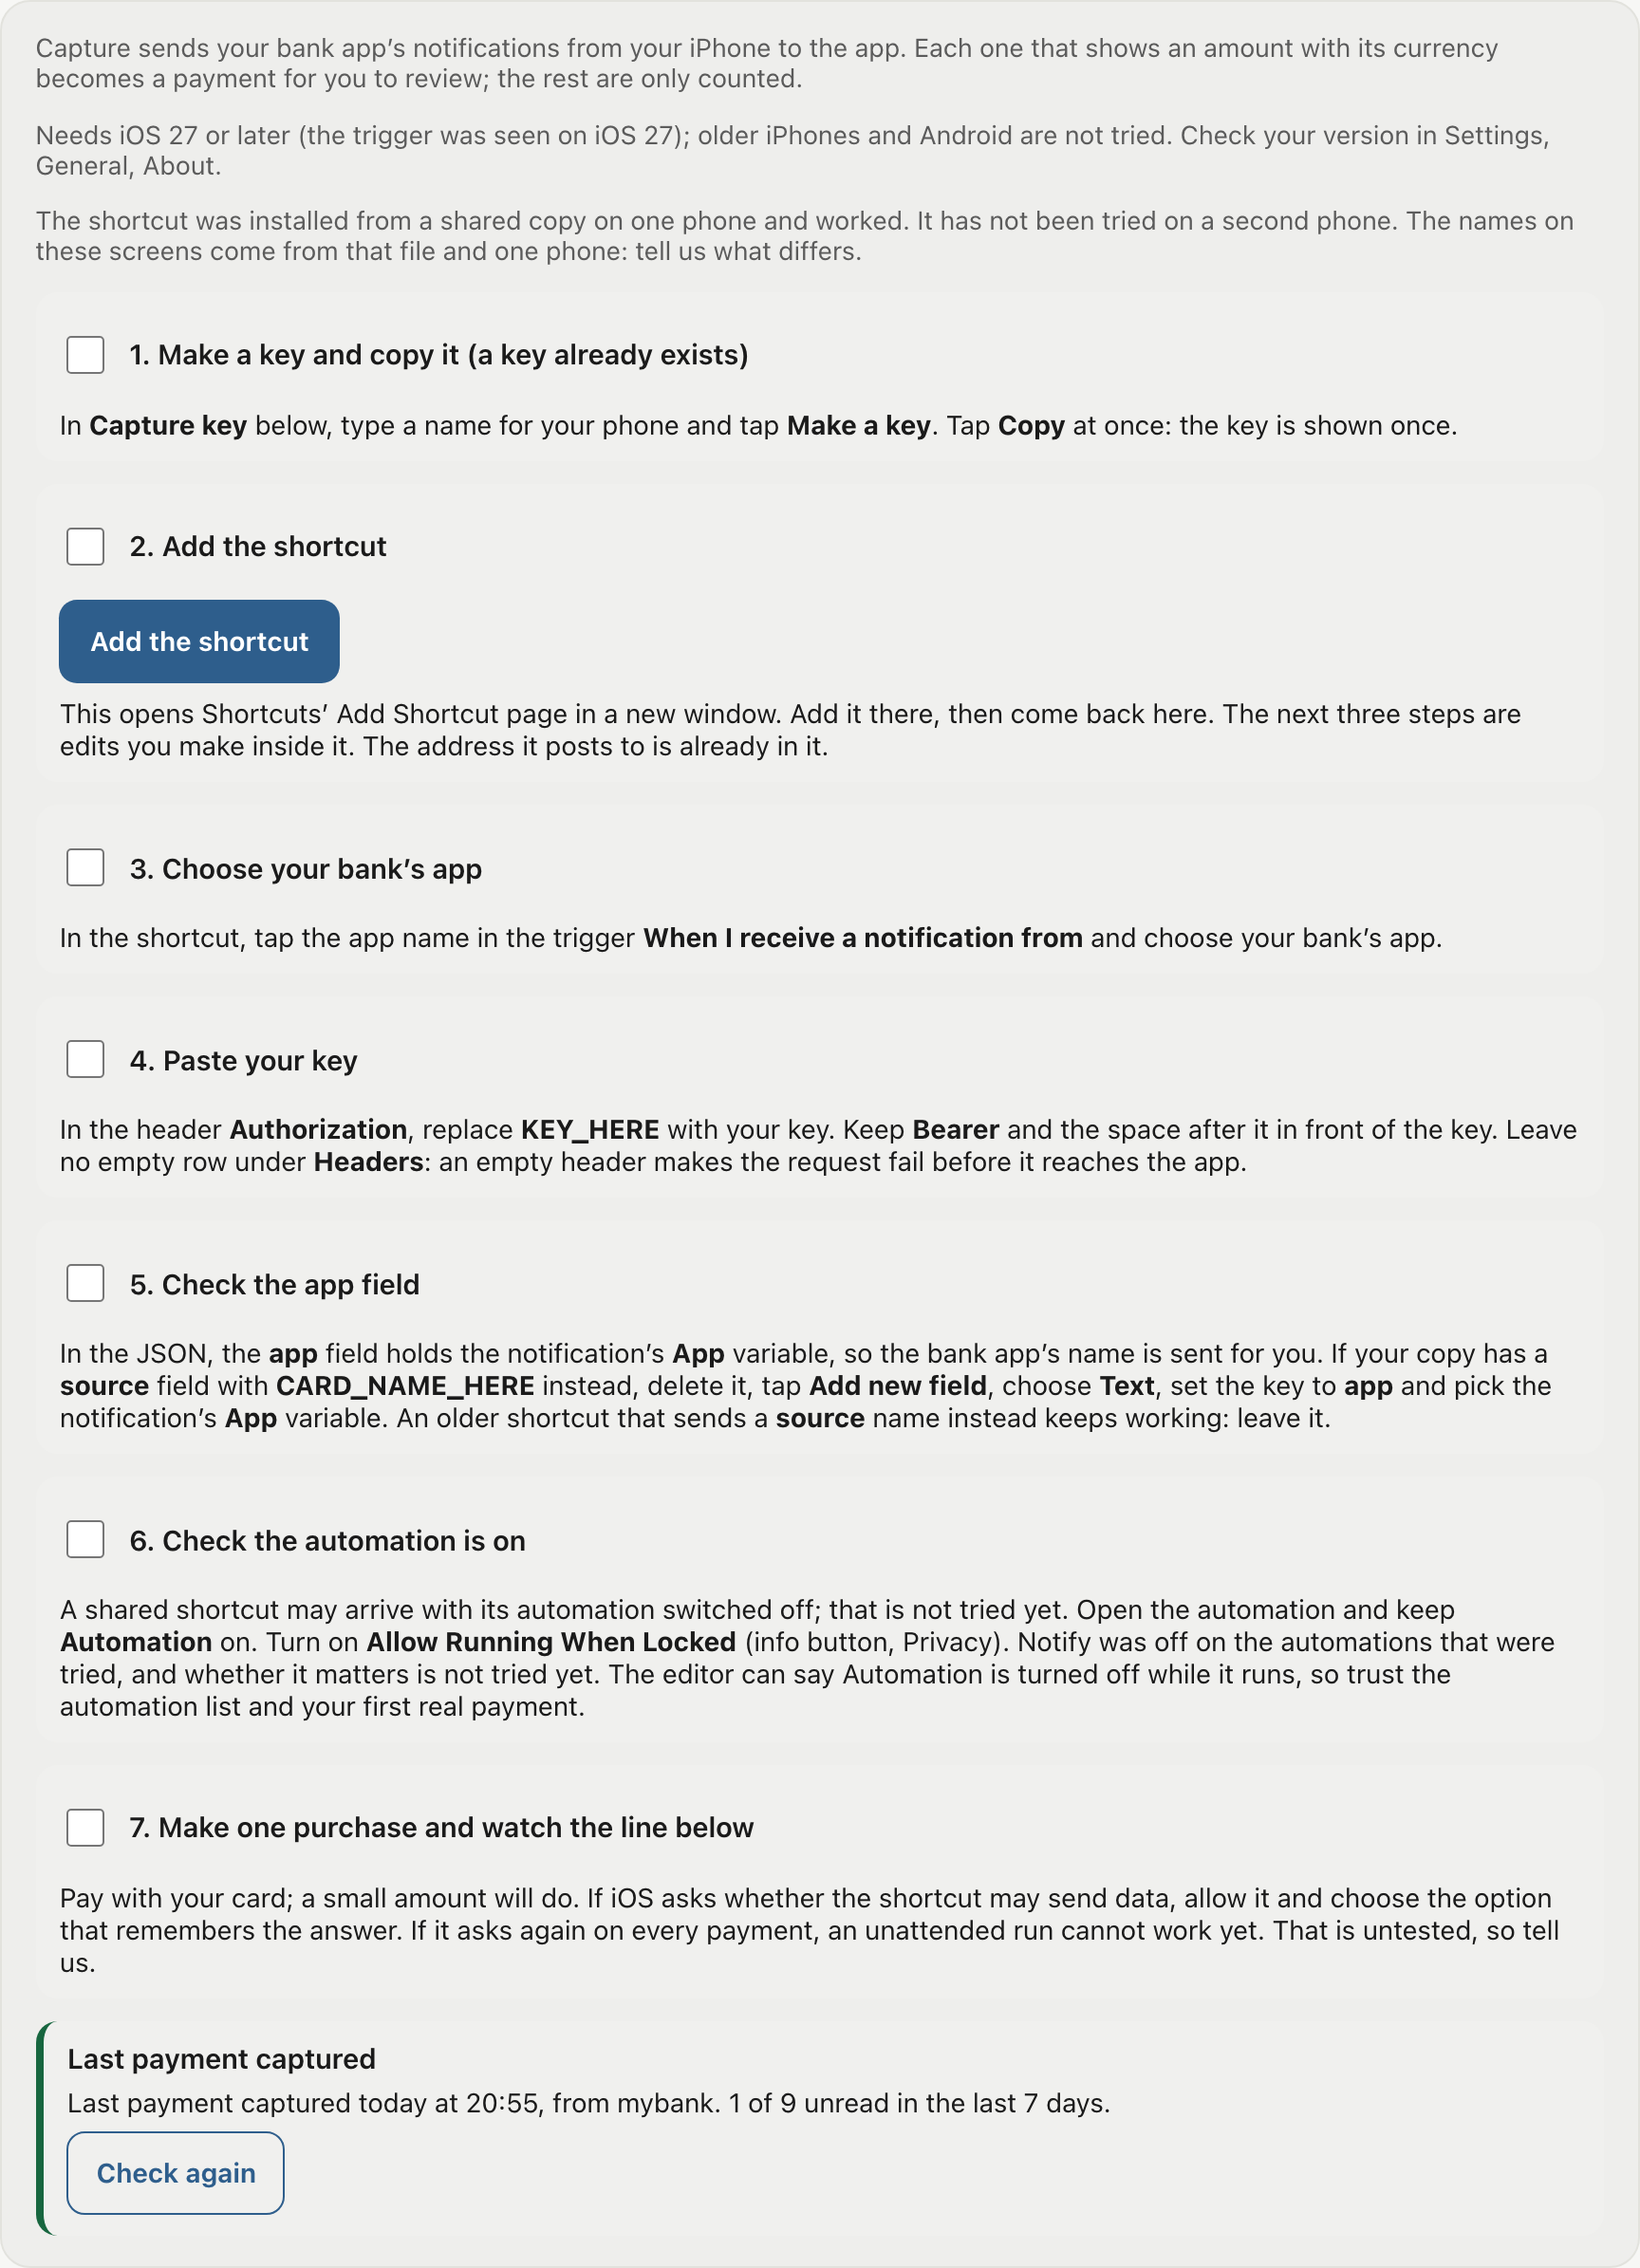 Capture sends your bank app’s notifications from your iPhone to the app. Each one that shows an amount with its currency
becomes a payment for you to review; the rest are only counted.
Needs iOS 27 or later (the trigger was seen on iOS 27); older iPhones and Android are not tried. Check your version in Settings,
General, About.
The shortcut was installed from a shared copy on one phone and worked. It has not been tried on a second phone. The names on
these screens come from that file and one phone: tell us what differs.
1. Make a key and copy it (a key already exists)
In Capture key below, type a name for your phone and tap Make a key. Tap Copy at once: the key is shown once.
2. Add the shortcut
Add the shortcut
This opens Shortcuts’ Add Shortcut page in a new window. Add it there, then come back here. The next three steps are
edits you make inside it. The address it posts to is already in it.
3. Choose your bank’s app
In the shortcut, tap the app name in the trigger When I receive a notification from and choose your bank’s app.
4. Paste your key
In the header Authorization, replace KEY_HERE with your key. Keep Bearer and the space after it in front of the key. Leave
no empty row under Headers: an empty header makes the request fail before it reaches the app.
5. Check the app field
In the JSON, the app field holds the notification’s App variable, so the bank app’s name is sent for you. If your copy has a
source field with CARD_NAME_HERE instead, delete it, tap Add new field, choose Text, set the key to app and pick the
notification’s App variable. An older shortcut that sends a source name instead keeps working: leave it.
6. Check the automation is on
A shared shortcut may arrive with its automation switched off; that is not tried yet. Open the automation and keep
Automation on. Turn on Allow Running When Locked (info button, Privacy). Notify was off on the automations that were
tried, and whether it matters is not tried yet. The editor can say Automation is turned off while it runs, so trust the
automation list and your first real payment.
7. Make one purchase and watch the line below
Pay with your card; a small amount will do. If iOS asks whether the shortcut may send data, allow it and choose the option
that remembers the answer. If it asks again on every payment, an unattended run cannot work yet. That is untested, so tell
us.
Last payment captured
Last payment captured today at 20:55, from mybank. 1 of 9 unread in the last 7 days.
Check again